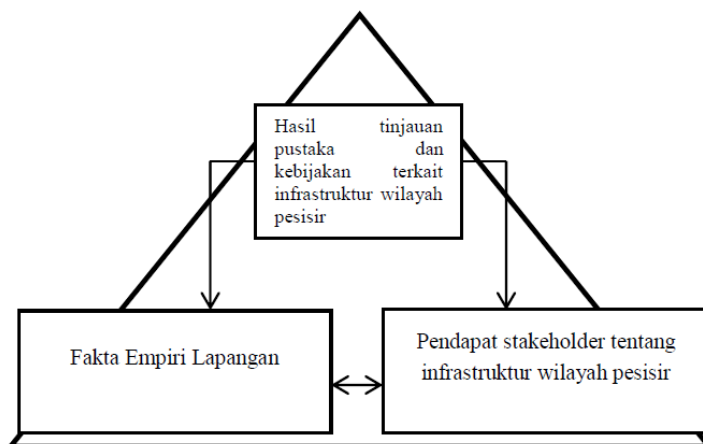 Hasil tinjauan
pustaka dan
kebijakan terkait
infrastruktur wilayah
pesisir
Fakta Empiri Lapangan
Pendapat stakeholder tentang
infrastruktur wilayah pesisir